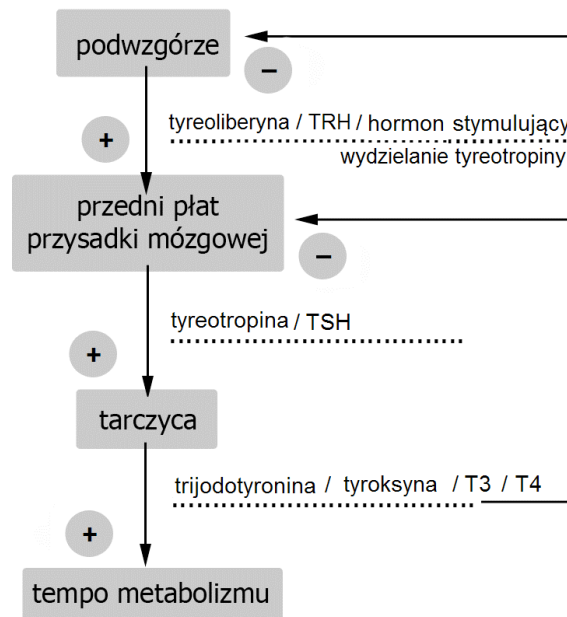 podwzgórze
−
tyreoliberyna / TRH / hormon stymulujący
+
wydzielanie tyreotropiny
przedni płat
przysadki mózgowej
−
tyreotropina / TSH
+
tarczyca
trijodotyronina / tyroksyna / T3 / T4
+
tempo metabolizmu